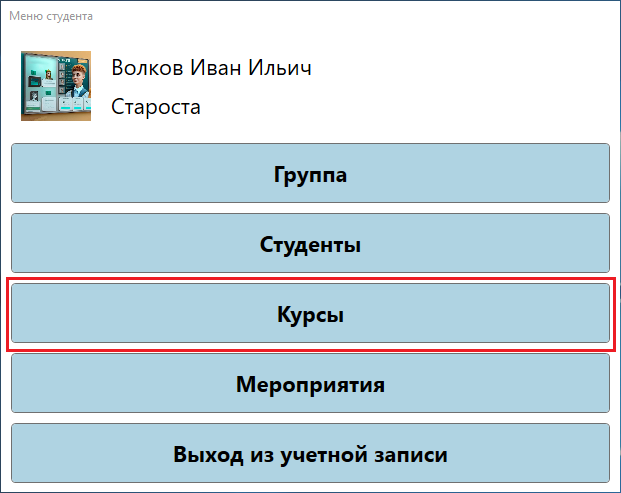 Меню студента
Волков Иван Ильич
Староста
Группа
Студенты
Курсы
Мероприятия
Выход из учетной записи